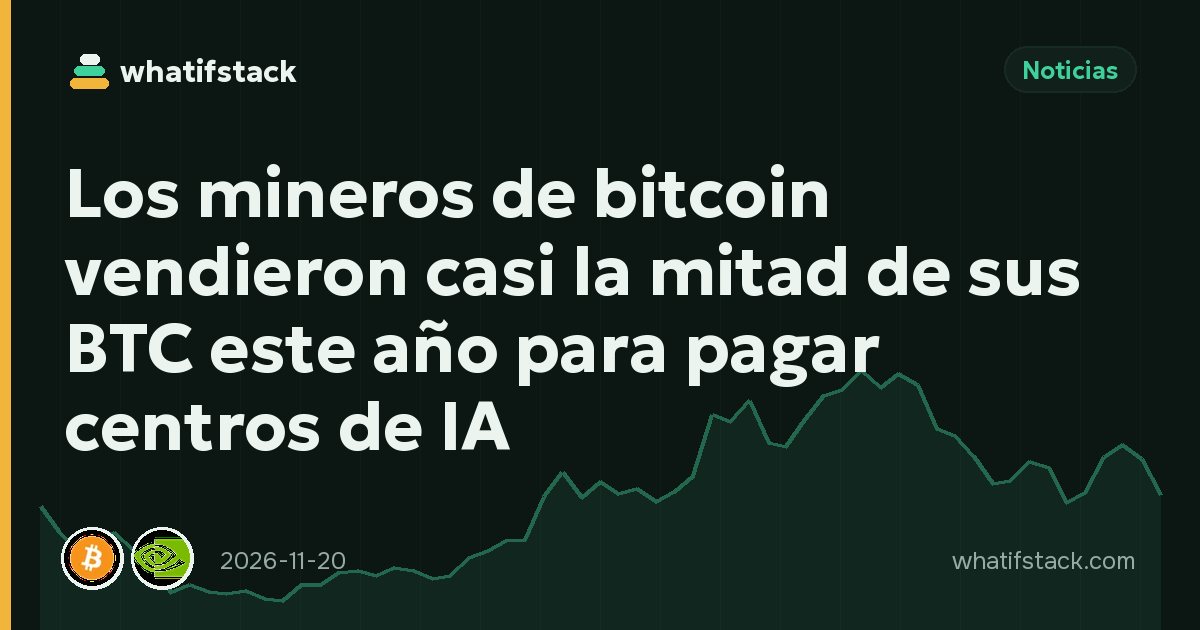 whatifstack
Noticias
Los mineros de bitcoin
vendieron casi la mitad de sus
BTC este año para pagar
centros de IA
2026-11-20
whatifstack.com